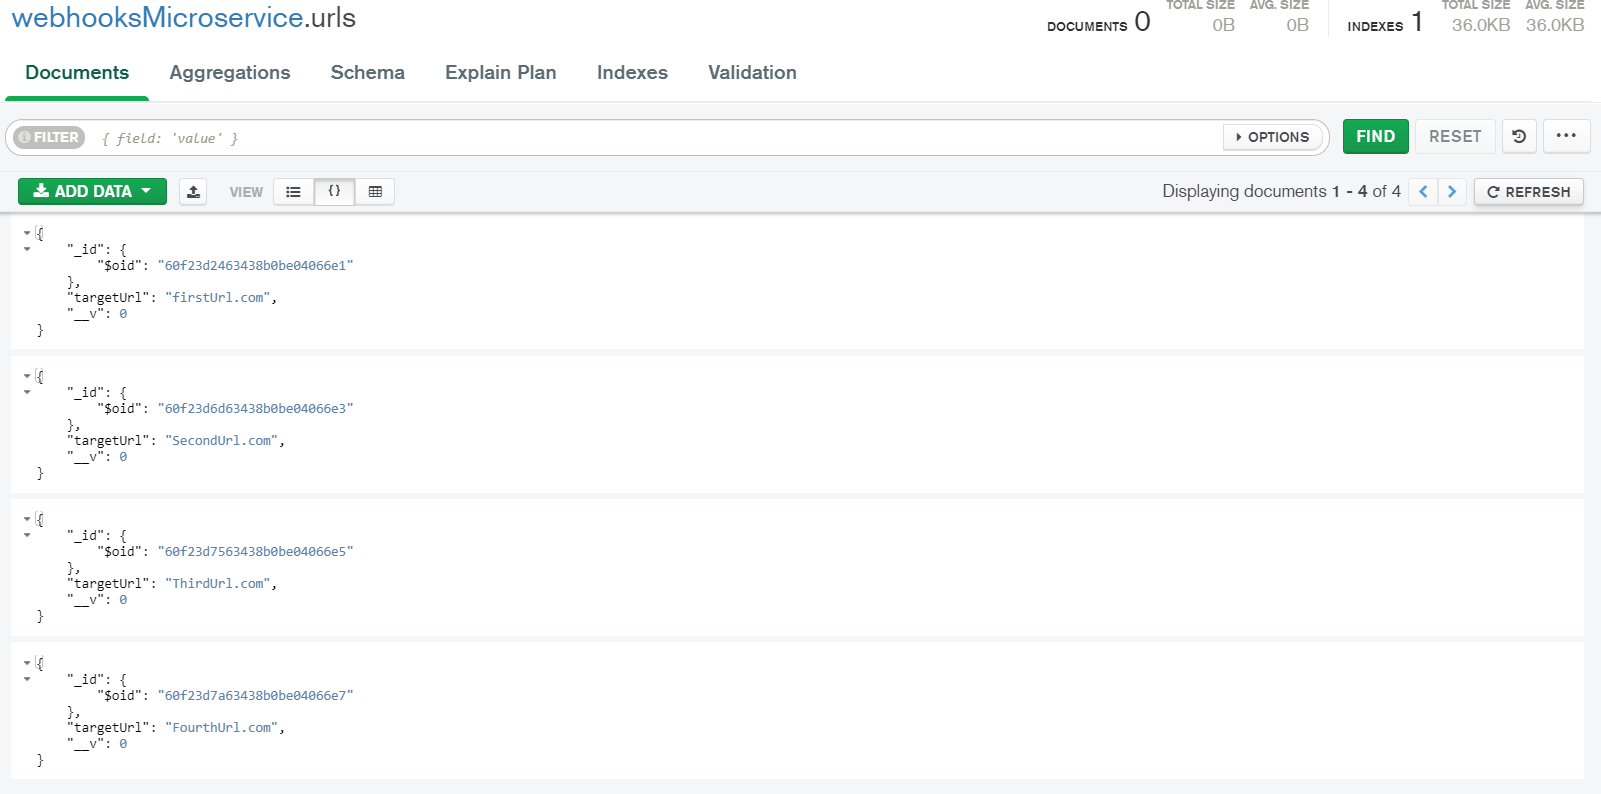 webhooksMicroservice.urls
DOCUMENTS 0 TOTAL SIZE 0B AVG. SIZE 0B INDEXES 1 TOTAL SIZE 36.0KB AVG. SIZE 36.0KB
Documents Aggregations Schema Explain Plan Indexes Validation
FILTER { field: 'value' } OPTIONS FIND RESET ...
ADD DATA VIEW {} Displaying documents 1 - 4 of 4 < > REFRESH
{
"_id": {
"$oid": "60f23d2463438b0be04066e1"
},
"targetUrl": "firstUrl.com",
"__v": 0
}
{
"_id": {
"$oid": "60f23d6d63438b0be04066e3"
},
"targetUrl": "SecondUrl.com",
"__v": 0
}
{
"_id": {
"$oid": "60f23d7563438b0be04066e5"
},
"targetUrl": "ThirdUrl.com",
"__v": 0
}
{
"_id": {
"$oid": "60f23d7a63438b0be04066e7"
},
"targetUrl": "FourthUrl.com",
"__v": 0
}